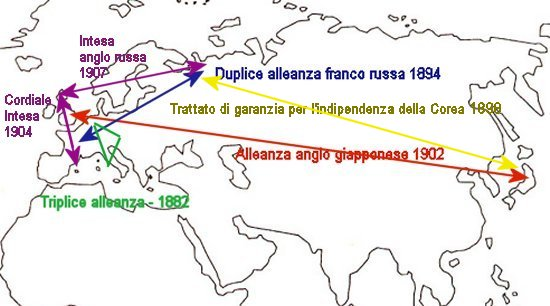 Intesa
anglo russa
1907
Duplice alleanza franco russa 1894
Cordiale
Intesa
1904
Trattato di garanzia per l'indipendenza della Corea 1898
Alleanza anglo giapponese 1902
Triplice alleanza - 1882